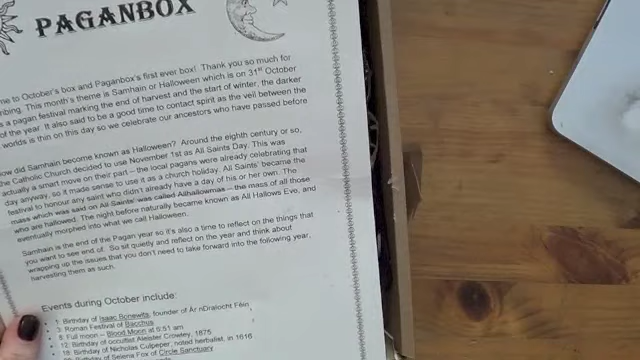 PAGANBOX
me to October's box and Paganbox's first ever box! Thank you so much for
bing. This month's theme is Samhain or Halloween which is on 31st October
s a pagan festival marking the end of harvest and the start of winter, the darker
of the year. It also said to be a good time to contact spirit as the veil between the
worlds is thin on this day so we celebrate our ancestors who have passed before
ow did Samhain become known as Halloween? Around the eighth century or so,
the Catholic Church decided to use November 1st as All Saints Day. This was
actually a smart move on their part – the local pagans were already celebrating that
day anyway, so it made sense to use it as a church holiday. All Saints' became the
festival to honour any saint who didn't already have a day of his or her own. The
mass which was said on All Saints' was called Allhallowmas – the mass of all those
who are hallowed. The night before naturally became known as All Hallows Eve, and
eventually morphed into what we call Halloween.
Samhain is the end of the Pagan year so it's also a time to reflect on the things that
you want to see end of. So sit quietly and reflect on the year and think about
wrapping up the issues that you don't need to take forward into the following year,
harvesting them as such.
Events during October include:
1: Birthday of Isaac Bonewits, founder of Ár nDraíocht Féin
3: Roman Festival of Bacchus
8: Full moon – Blood Moon at 5:51 am
12: Birthday of occultist Aleister Crowley, 1875
18: Birthday of Nicholas Culpeper, noted herbalist, in 1616
Birthday of Selena Fox of Circle Sanctuary